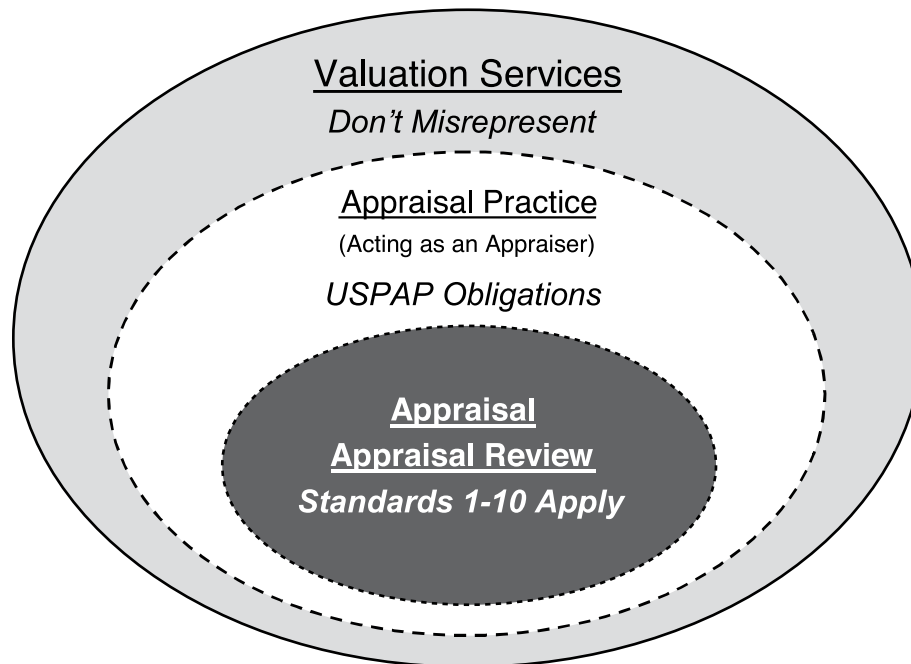 Valuation Services
Don't Misrepresent
Appraisal Practice
(Acting as an Appraiser)
USPAP Obligations
Appraisal
Appraisal Review
Standards 1-10 Apply